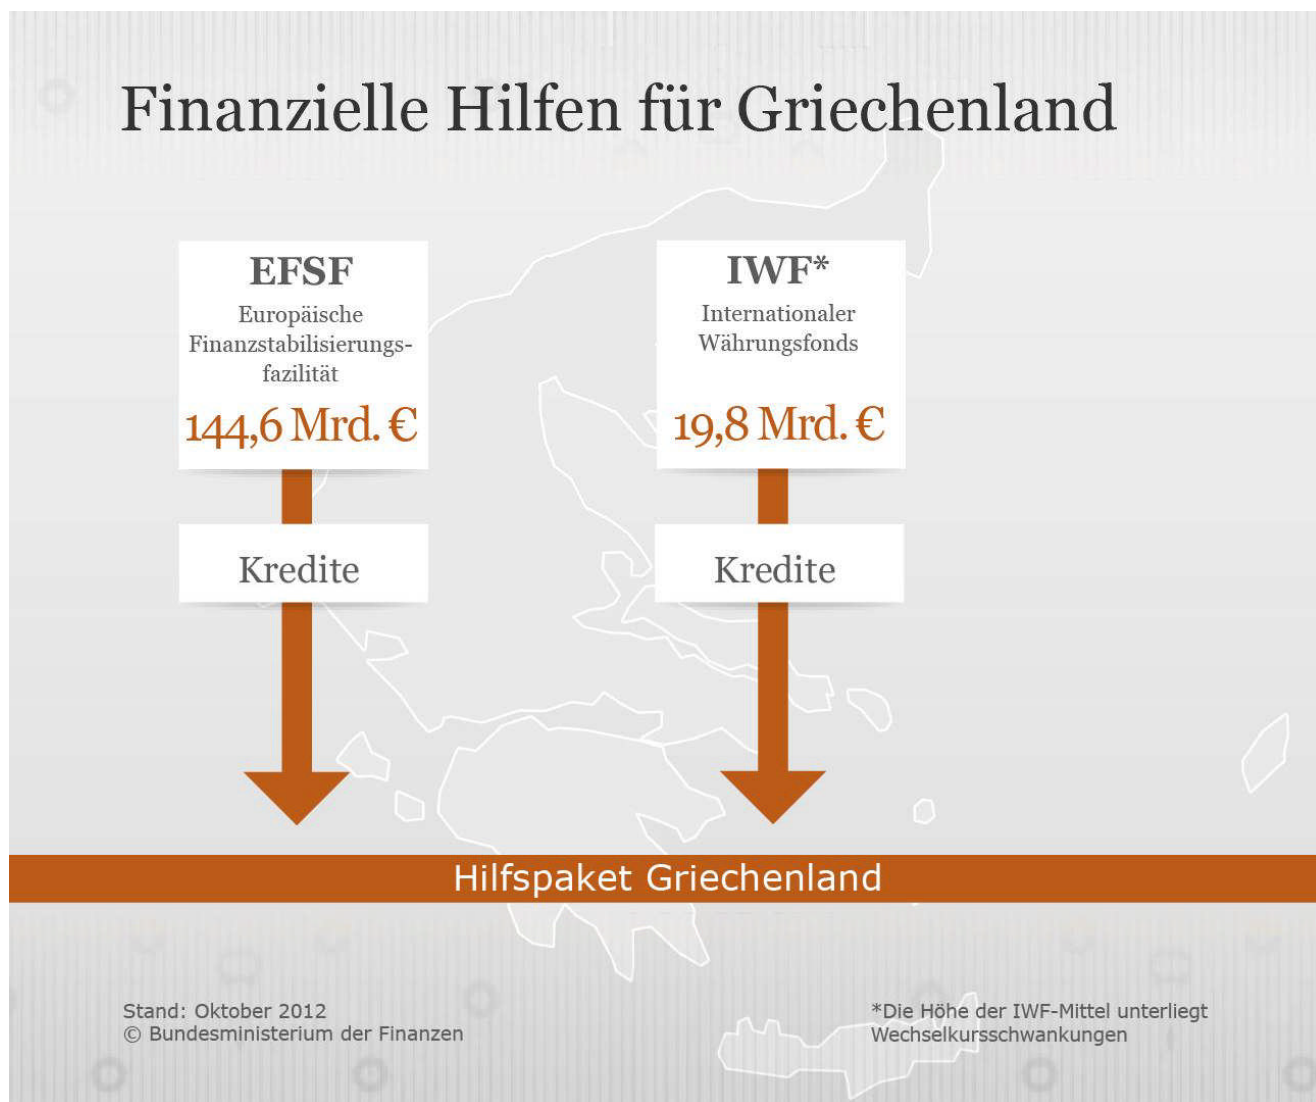 Finanzielle Hilfen für Griechenland
EFSF
Europäische
Finanzstabilisierungs-
fazilität
144,6 Mrd. €
Kredite
IWF*
Internationaler
Währungsfonds
19,8 Mrd. €
Kredite
Hilfspaket Griechenland
Stand: Oktober 2012
© Bundesministerium der Finanzen
*Die Höhe der IWF-Mittel unterliegt
Wechselkursschwankungen